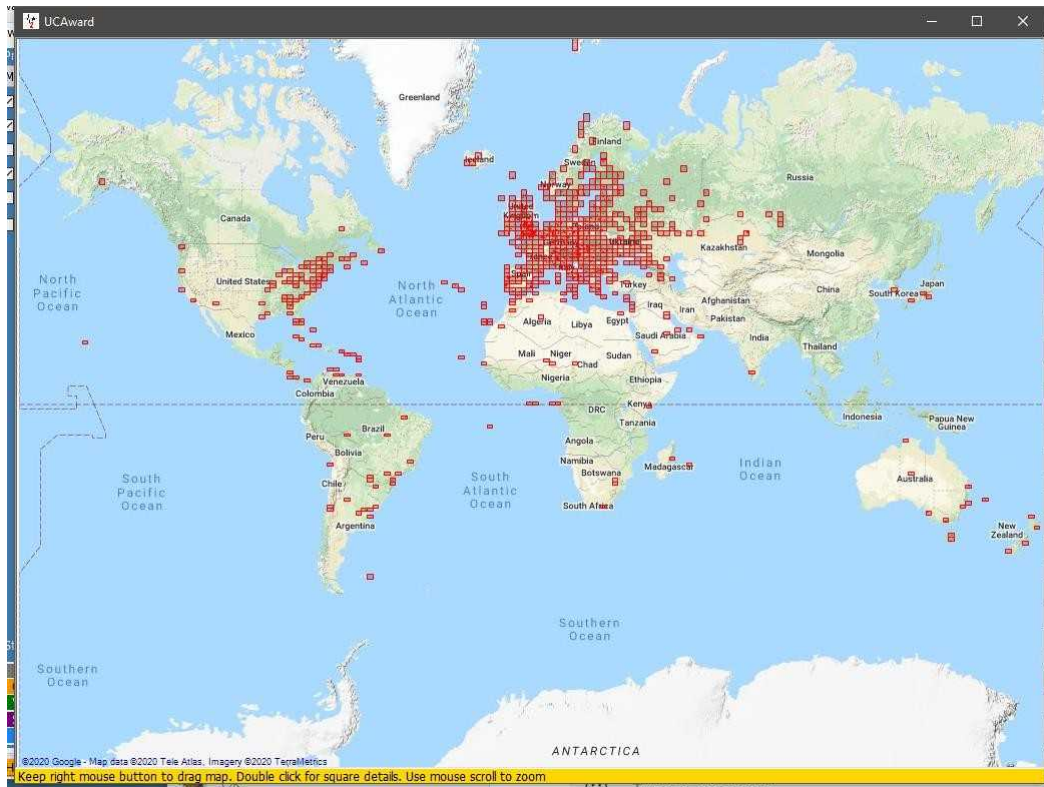 UCAward
Greenland
Iceland
Finland
Sweden
Norway
Russia
Canada
United
Kingdom
Germany
Ukraine
Kazakhstan
Mongolia
United States
Spain
Turkey
China
South Korea
Japan
North
Pacific
Ocean
North
Atlantic
Ocean
Iraq
Iran
Afghanistan
Pakistan
Algeria
Libya
Egypt
Saudi Arabia
India
Mexico
Mali
Niger
Chad
Sudan
Thailand
Nigeria
Ethiopia
Venezuela
Colombia
DRC
Kenya
Tanzania
Indonesia
Papua New
Guinea
Peru
Brazil
Bolivia
Angola
Namibia
Botswana
Madagascar
Indian
Ocean
South
Pacific
Ocean
Chile
South
Atlantic
Ocean
South Africa
Australia
Argentina
New
Zealand
Southern
Ocean
Southern
Ocean
ANTARCTICA
©2020 Google - Map data ©2020 Tele Atlas, Imagery ©2020 TerraMetrics
Keep right mouse button to drag map. Double click for square details. Use mouse scroll to zoom